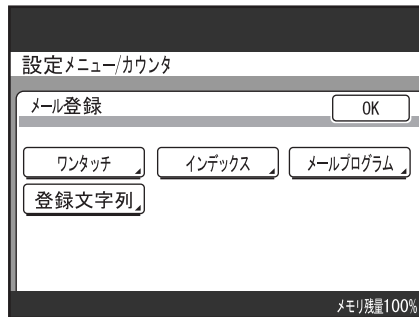 設定メニュー/カウンタ
メール登録 OK
ワンタッチ インデックス メールプログラム
登録文字列
メモリ残量100%